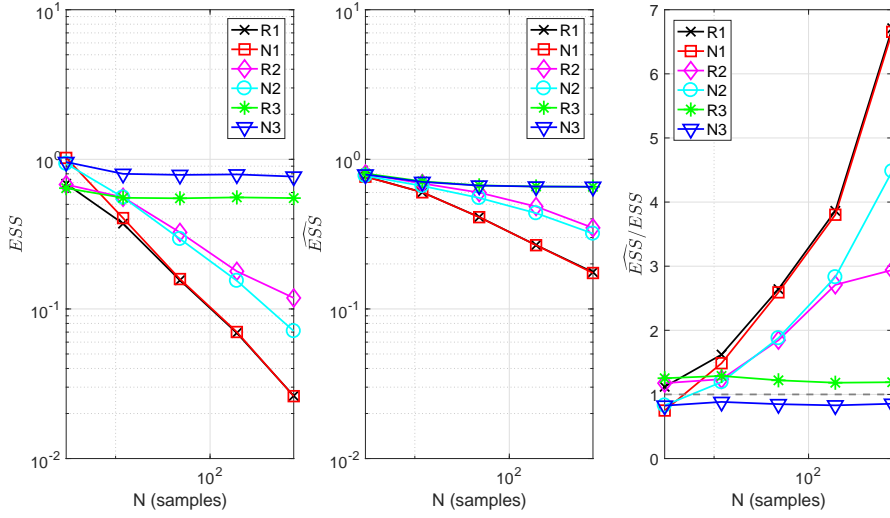 10^1
10^0
10^-1
10^-2
ESS
10^2
N (samples)
R1
N1
R2
N2
R3
N3
10^1
10^0
10^-1
10^-2
\widehat{ESS}
10^2
N (samples)
R1
N1
R2
N2
R3
N3
7
6
5
4
3
2
1
0
\widehat{ESS}/ESS
10^2
N (samples)
R1
N1
R2
N2
R3
N3